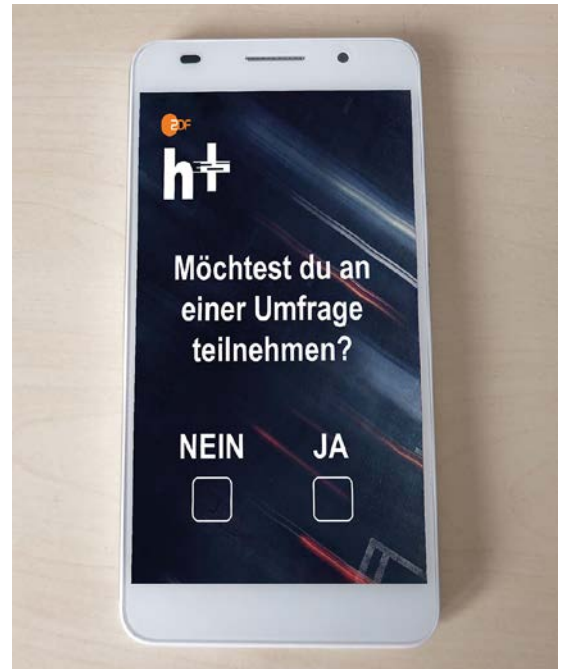 ZDF
h+
Möchtest du an
einer Umfrage
teilnehmen?
NEIN JA